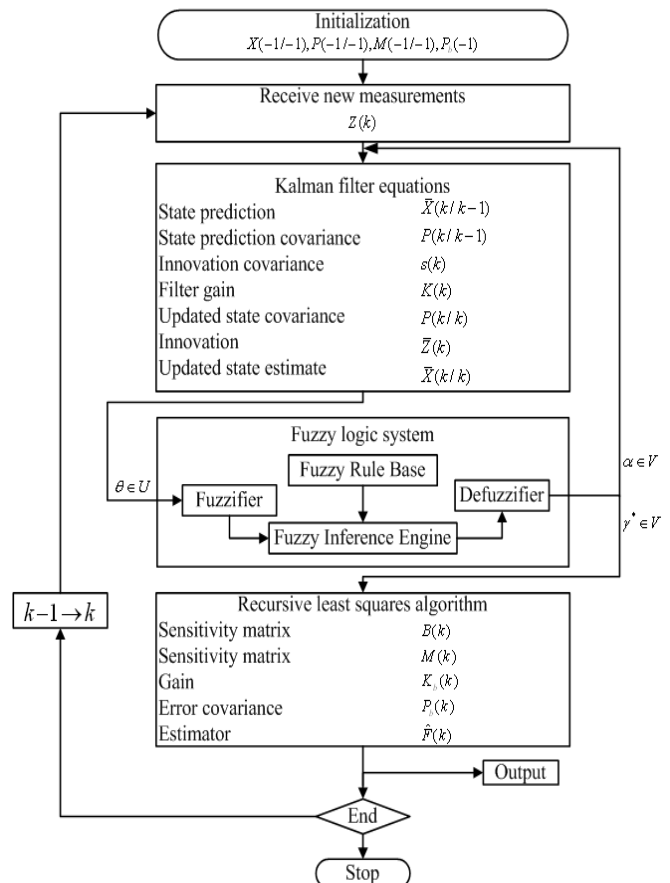 Initialization
X̄(-1/-1),P(-1/-1),M(-1/-1),P_b(-1)
Receive new measurements
Z(k)
Kalman filter equations
State prediction X̄(k/k-1)
State prediction covariance P(k/k-1)
Innovation covariance s(k)
Filter gain K(k)
Updated state covariance P(k/k)
Innovation Z̄(k)
Updated state estimate X̄(k/k)
Fuzzy logic system
θ∈U
Fuzzifier
Fuzzy Rule Base
Defuzzifier
Fuzzy Inference Engine
α∈V
γ*∈V
k-1→k
Recursive least squares algorithm
Sensitivity matrix B(k)
Sensitivity matrix M(k)
Gain K_b(k)
Error covariance P_b(k)
Estimator F̂(k)
Output
End
Stop